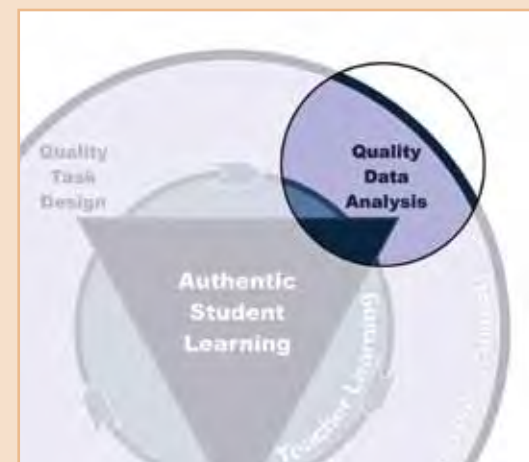 Quality
Task
Design
Quality
Data
Analysis
Authentic
Student
Learning
Teacher Learning